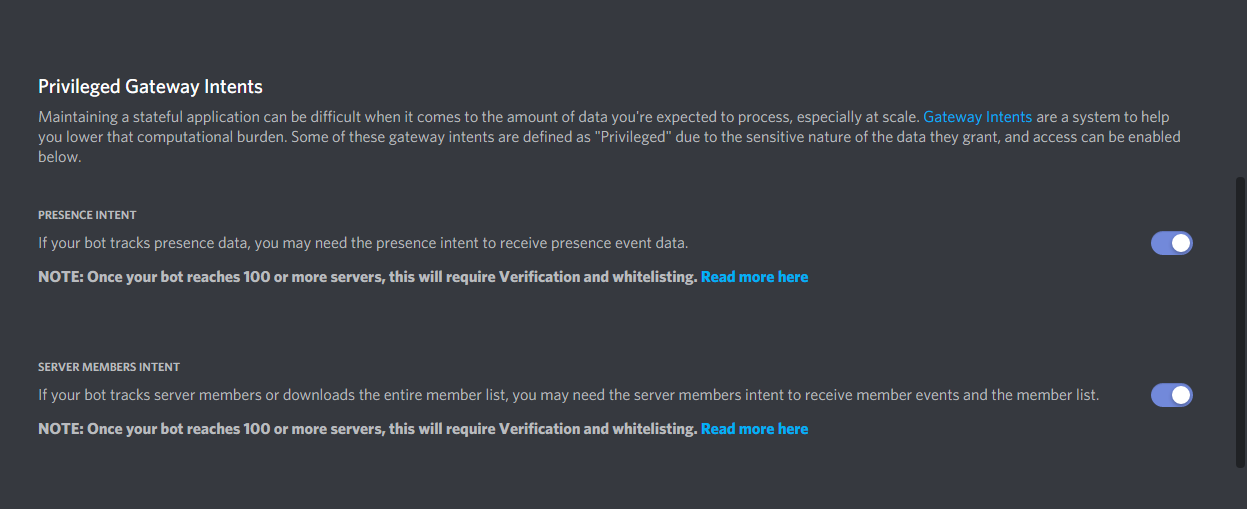 Privileged Gateway Intents
Maintaining a stateful application can be difficult when it comes to the amount of data you're expected to process, especially at scale. Gateway Intents are a system to help
you lower that computational burden. Some of these gateway intents are defined as "Privileged" due to the sensitive nature of the data they grant, and access can be enabled
below.
PRESENCE INTENT
If your bot tracks presence data, you may need the presence intent to receive presence event data.
NOTE: Once your bot reaches 100 or more servers, this will require Verification and whitelisting. Read more here
SERVER MEMBERS INTENT
If your bot tracks server members or downloads the entire member list, you may need the server members intent to receive member events and the member list.
NOTE: Once your bot reaches 100 or more servers, this will require Verification and whitelisting. Read more here